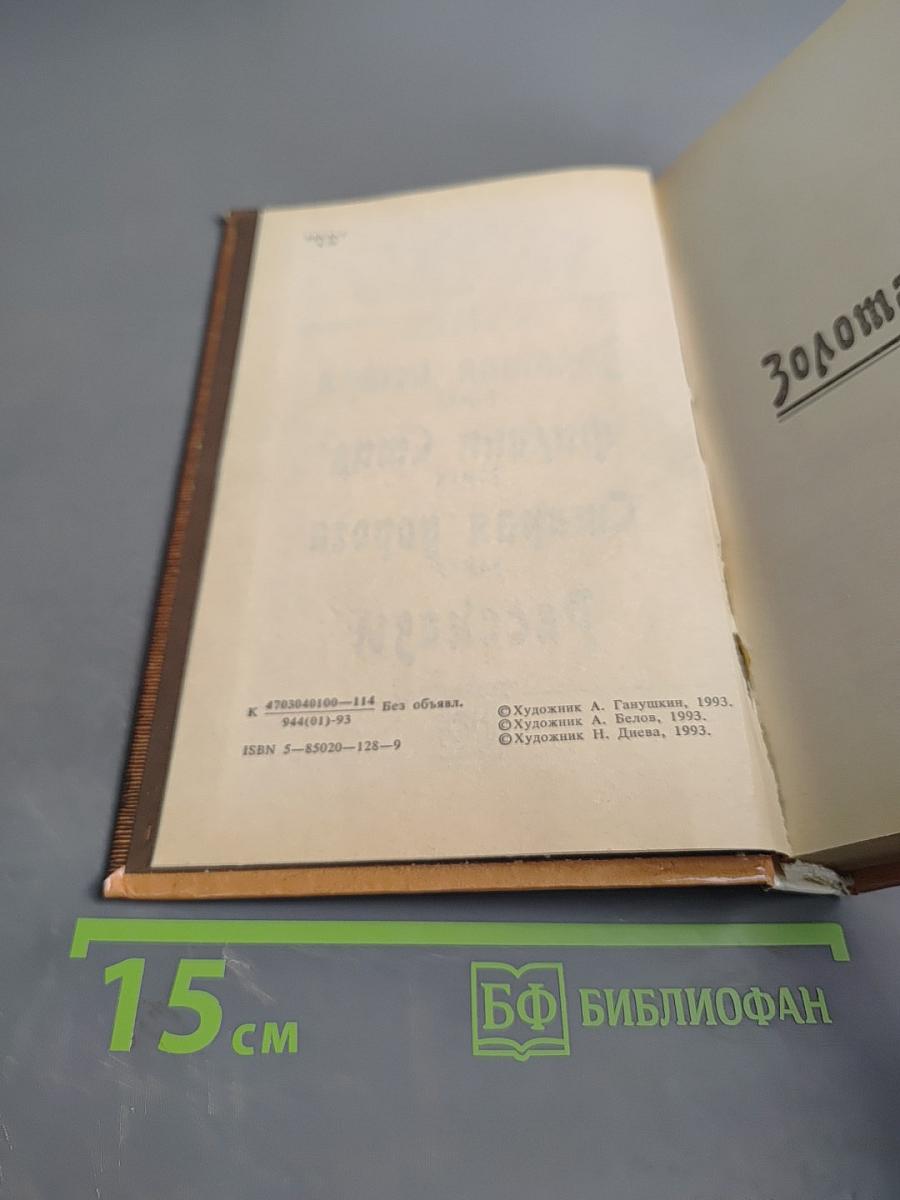 Золота
К 4703040100—114 Без объявл.
944(01)-93
ISBN 5—85020—128—9
©Художник А. Ганушкин, 1993.
©Художник А. Белов, 1993.
©Художник Н. Диева, 1993.
15 см
БФ БИБЛИОФАН